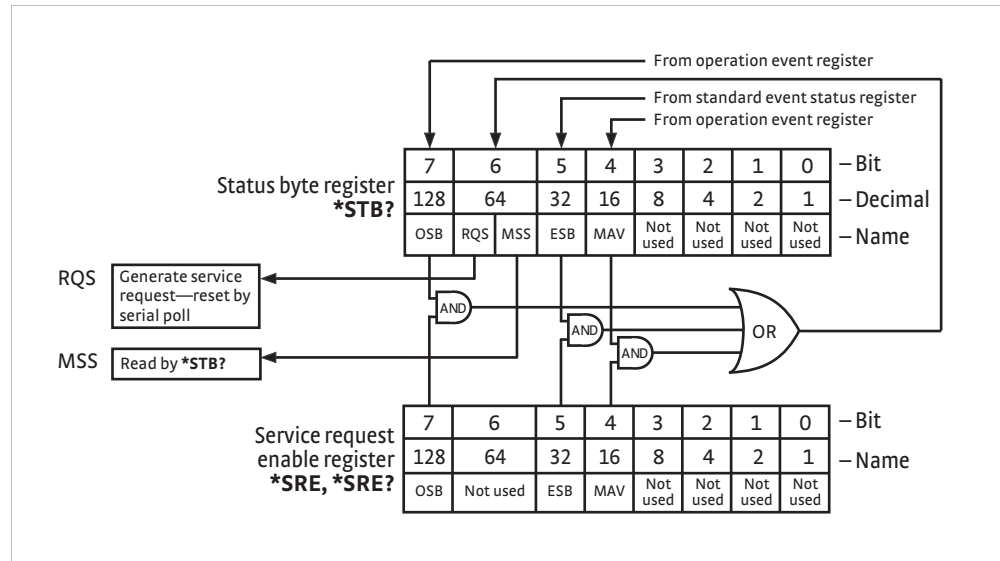 From operation event register
From standard event status register
From operation event register
7 6 5 4 3 2 1 0 – Bit
Status byte register
*STB?
128 64 32 16 8 4 2 1 – Decimal
OSB RQS MSS ESB MAV Not used Not used Not used Not used – Name
RQS
Generate service
request—reset by
serial poll
AND
AND
AND
OR
MSS
Read by *STB?
7 6 5 4 3 2 1 0 – Bit
Service request
enable register
*SRE, *SRE?
128 64 32 16 8 4 2 1 – Name
OSB Not used ESB MAV Not used Not used Not used Not used